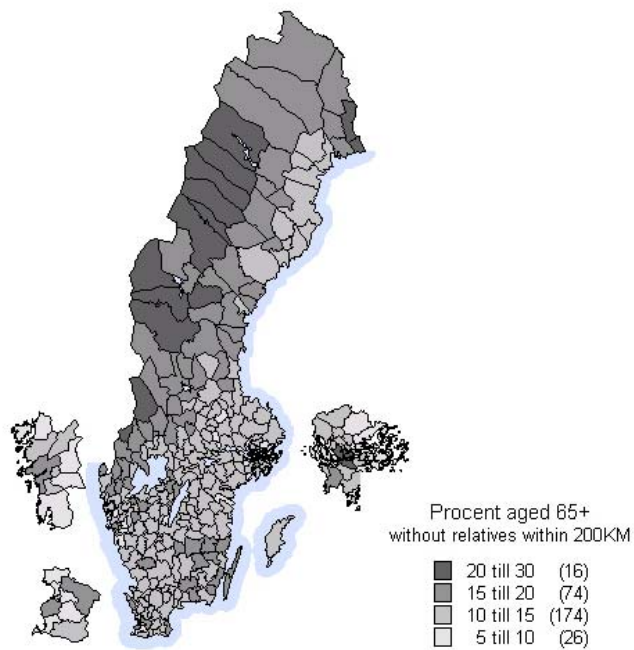 Procent aged 65+
without relatives within 200KM
20 till 30 (16)
15 till 20 (74)
10 till 15 (174)
5 till 10 (26)